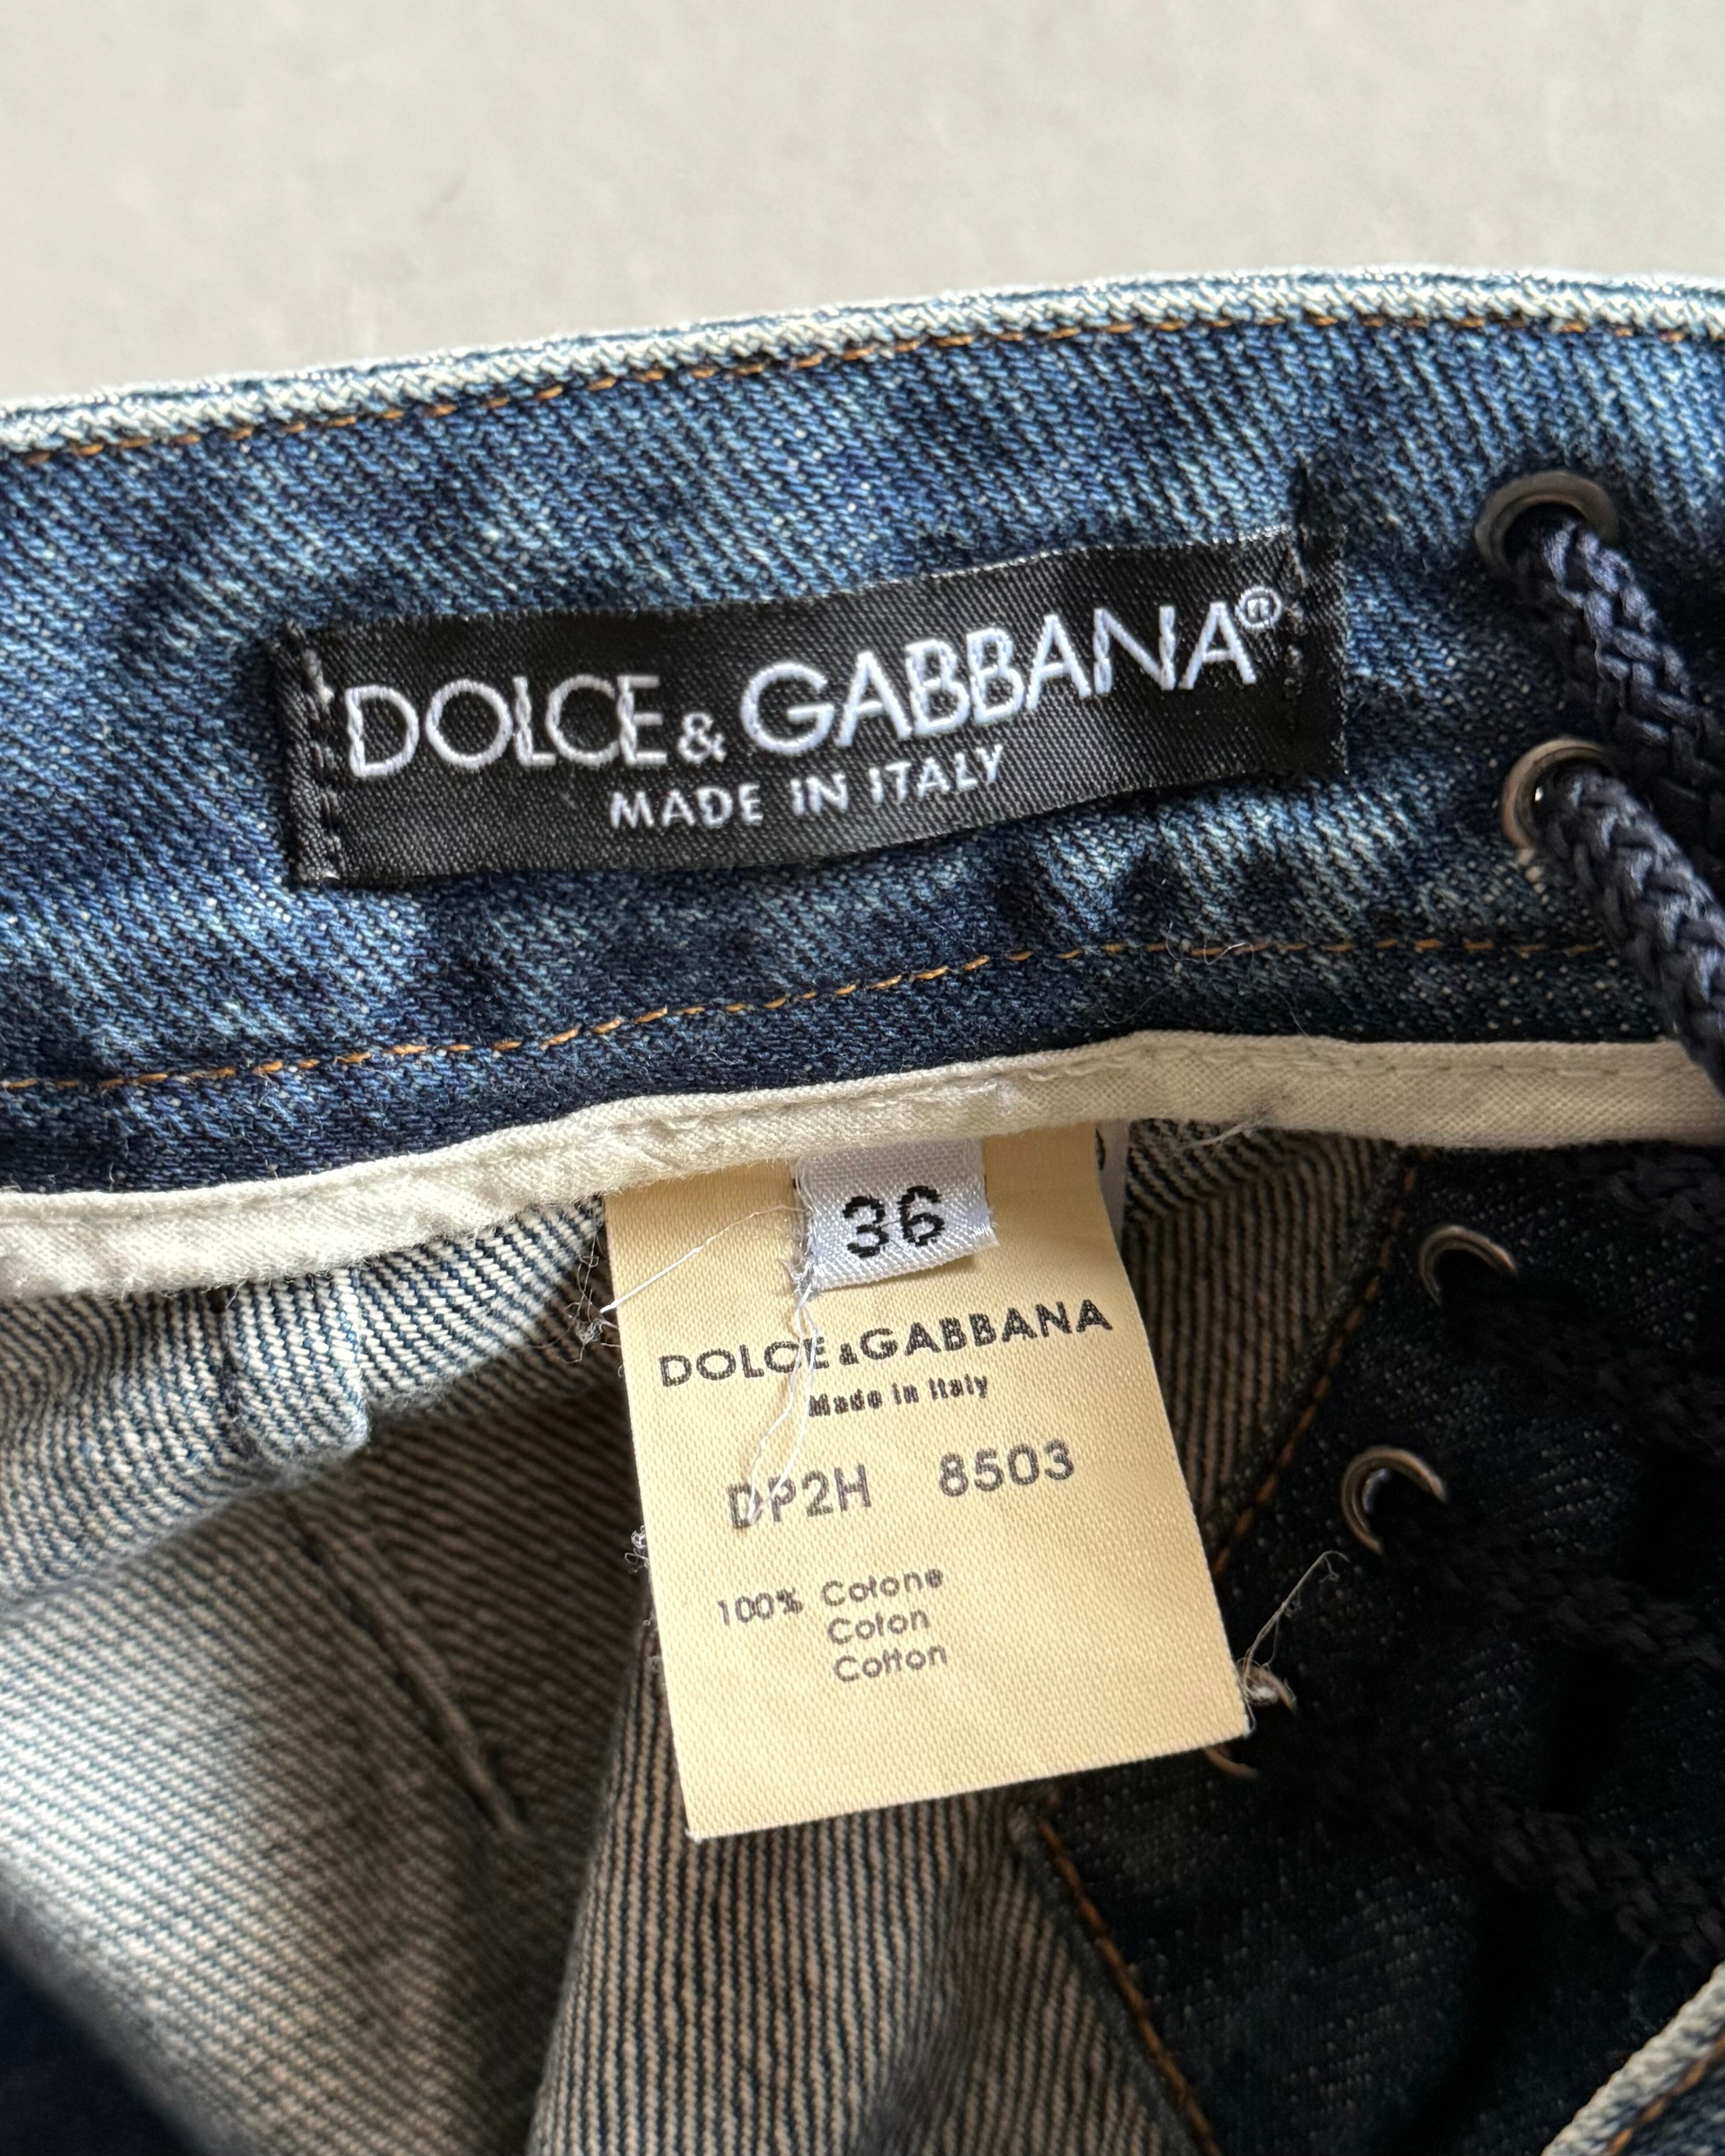 DOLCE & GABBANA®
MADE IN ITALY
36
DOLCE & GABBANA
Made in Italy
DP2H 8503
100% Cotone
Coton
Cotton